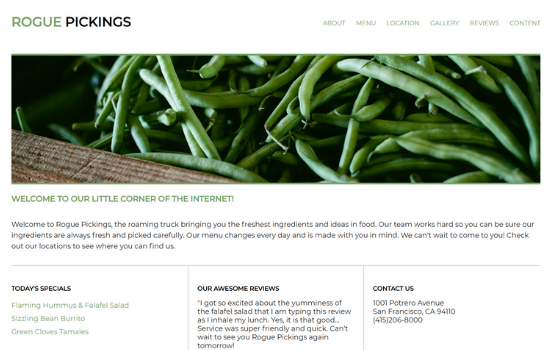 ROGUE PICKINGS
ABOUT MENU LOCATION GALLERY REVIEWS CONTENT
WELCOME TO OUR LITTLE CORNER OF THE INTERNET!
Welcome to Rogue Pickings, the roaming truck bringing you the freshest ingredients and ideas in food. Our team works hard so you can be sure our
ingredients are always fresh and picked carefully. Our menu changes every day and is made with you in mind. We can't wait to come to you! Check
out our locations to see where you can find us.
TODAY'S SPECIALS
Flaming Hummus & Falafel Salad
Sizzling Bean Burrito
Green Cloves Tamales
OUR AWESOME REVIEWS
"I got so excited about the yumminess of
the falafel salad that I am typing this review
as I inhale my lunch. Yes, it is that good...
Service was super friendly and quick. Can't
wait to see you Rogue Pickings again
tomorrow!
CONTACT US
1001 Potrero Avenue
San Francisco, CA 94110
(415)206-8000